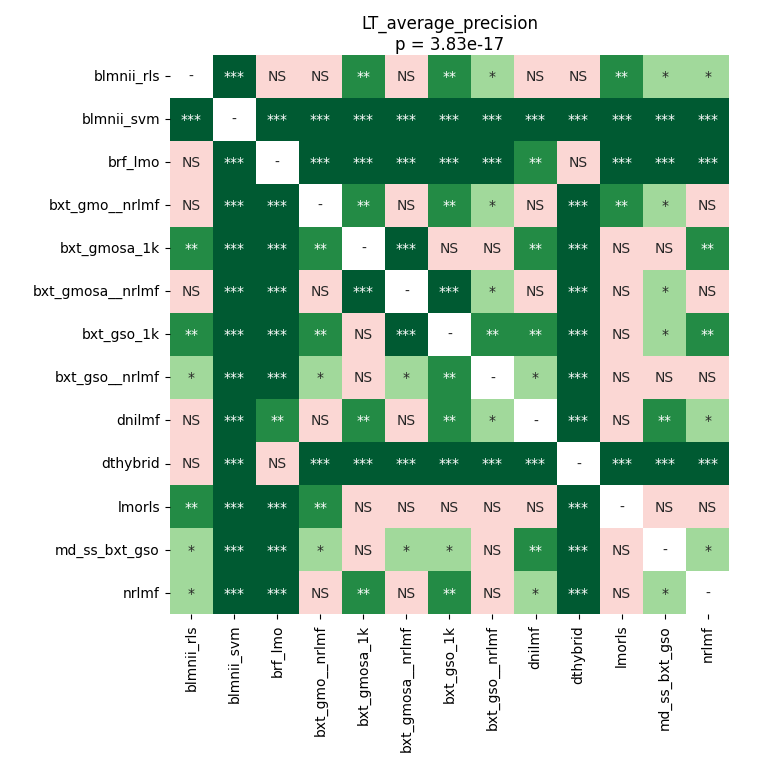 LT_average_precision
p = 3.83e-17
blmnii_rls - *** NS NS ** NS ** * NS NS ** * *
blmnii_svm *** - *** *** *** *** *** *** *** *** *** *** ***
brf_lmo NS *** - *** *** *** *** *** ** NS *** *** ***
bxt_gmo__nrlmf NS *** *** - ** NS ** * NS *** ** * NS
bxt_gmosa_1k ** *** *** ** - *** NS NS ** *** NS NS **
bxt_gmosa__nrlmf NS *** *** NS *** - *** * NS *** NS * NS
bxt_gso_1k ** *** *** ** NS *** - ** ** *** NS * **
bxt_gso__nrlmf * *** *** * NS * ** - * *** NS NS NS
dnilmf NS *** ** NS ** NS ** * - *** NS ** *
dthybrid NS *** NS *** *** *** *** *** *** - *** *** ***
lmorls ** *** *** ** NS NS NS NS NS *** - NS NS
md_ss_bxt_gso * *** *** * NS * * NS ** *** NS - *
nrlmf * *** *** NS ** NS ** NS * *** NS * -
blmnii_rls blmnii_svm brf_lmo bxt_gmo__nrlmf bxt_gmosa_1k bxt_gmosa__nrlmf bxt_gso_1k bxt_gso__nrlmf dnilmf dthybrid lmorls md_ss_bxt_gso nrlmf